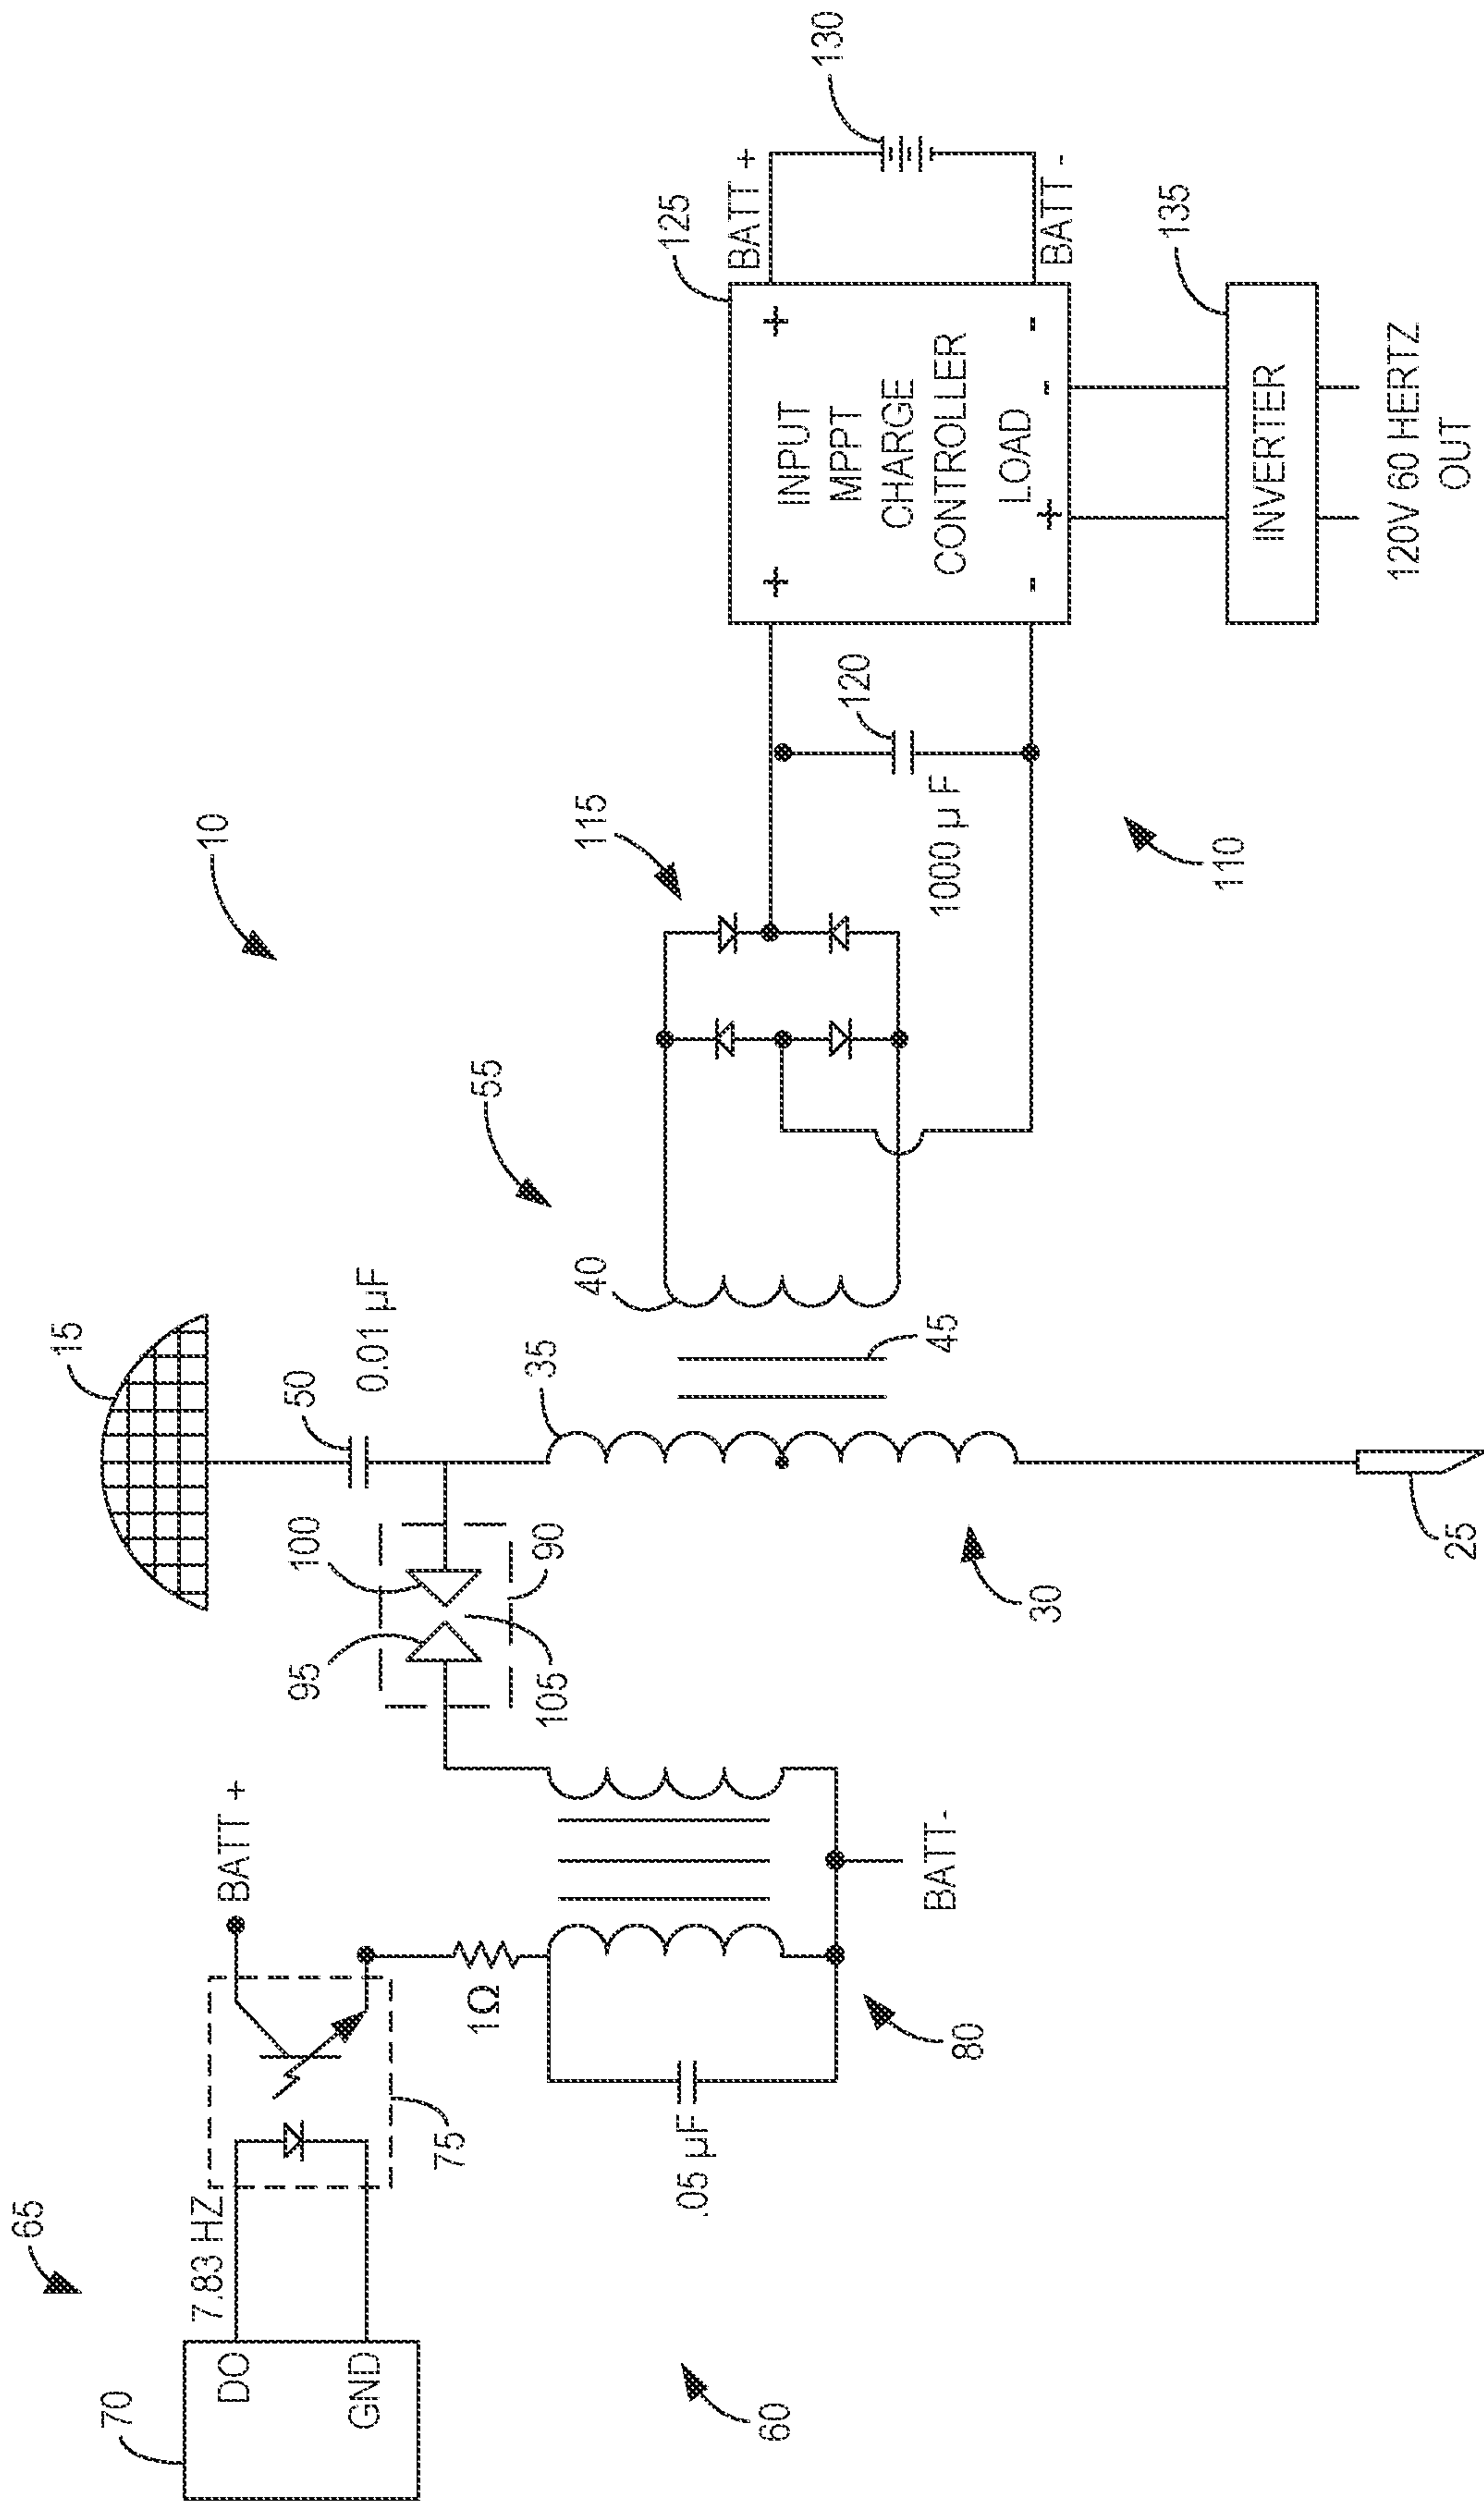 65
70
DO
GND
7.83 HZ
75
BATT +
1Ω
.05 µF
80
BATT-
60
95
100
105
90
15
50
0.01 µF
35
30
25
45
40
55
10
115
1000 µ F
120
110
125
INPUT
MPPT
CHARGE
CONTROLLER
LOAD
+
+
-
-
+
-
BATT +
BATT -
130
135
INVERTER
120V 60 HERTZ
OUT